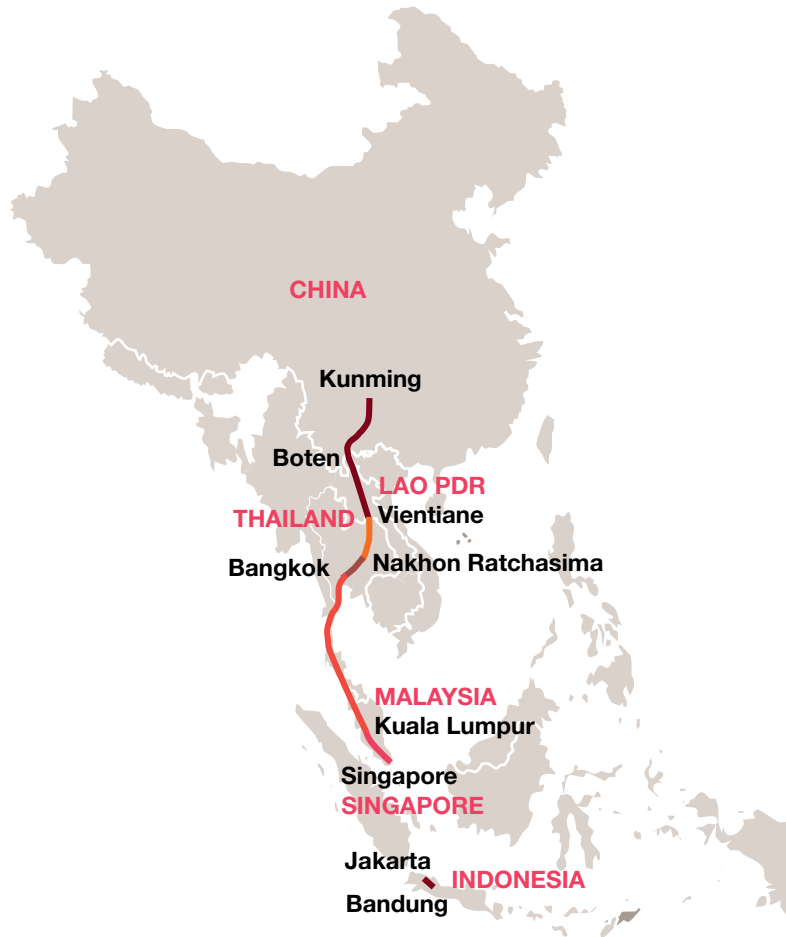 CHINA
Kunming
Boten
LAO PDR
Vientiane
THAILAND
Bangkok
Nakhon Ratchasima
MALAYSIA
Kuala Lumpur
Singapore
SINGAPORE
Jakarta
INDONESIA
Bandung